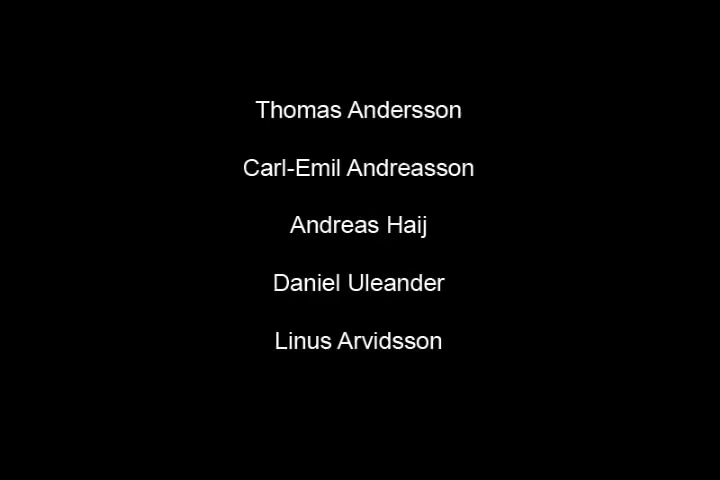 Thomas Andersson
Carl-Emil Andreasson
Andreas Haij
Daniel Uleander
Linus Arvidsson